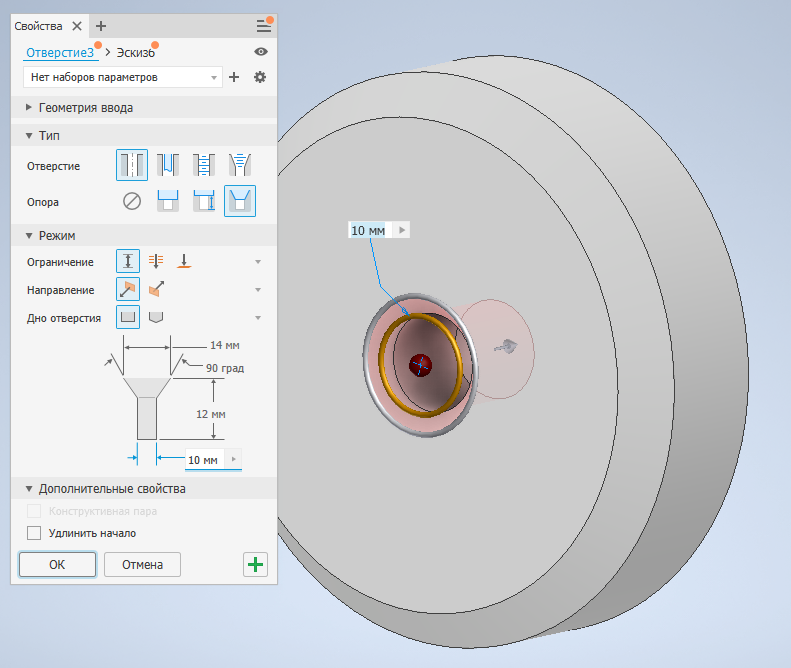 Свойства
Отверстие3 > Эскиз6
Нет наборов параметров
Геометрия ввода
Тип
Отверстие
Опора
Режим
Ограничение
Направление
Дно отверстия
14 мм
90 град
12 мм
10 мм
Дополнительные свойства
Конструктивная пара
Удлинить начало
ОК
Отмена
10 мм